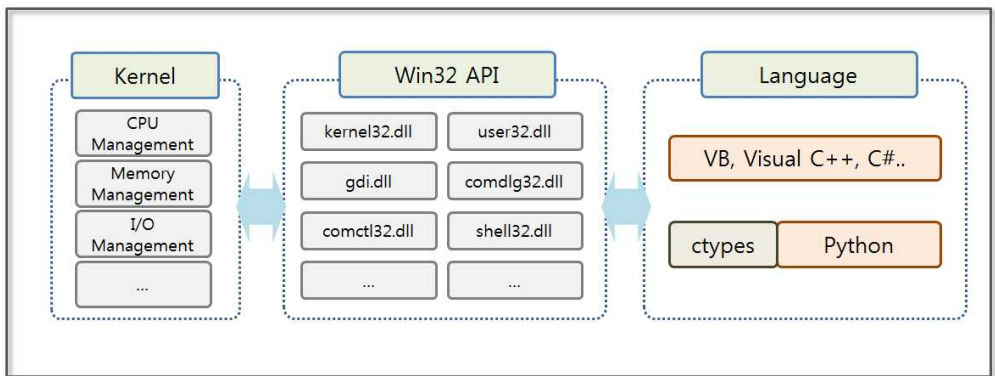 Kernel
CPU
Management
Memory
Management
I/O
Management
...
Win32 API
kernel32.dll
user32.dll
gdi.dll
comdlg32.dll
comctl32.dll
shell32.dll
...
...
Language
VB, Visual C++, C#..
ctypes
Python